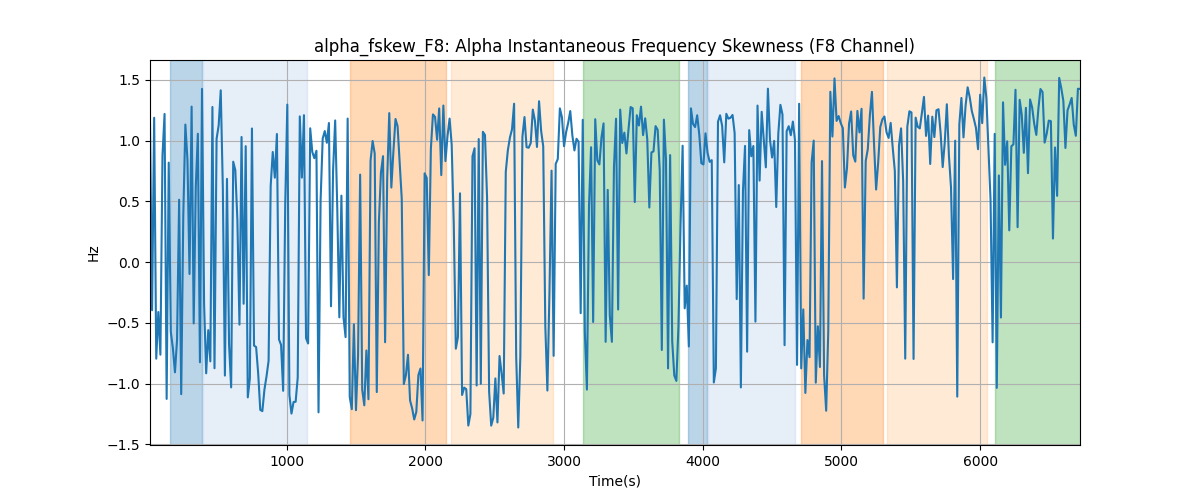 alpha_fskew_F8: Alpha Instantaneous Frequency Skewness (F8 Channel)
1.5
1.0
0.5
0.0
−0.5
−1.0
−1.5
Hz
1000 2000 3000 4000 5000 6000
Time(s)